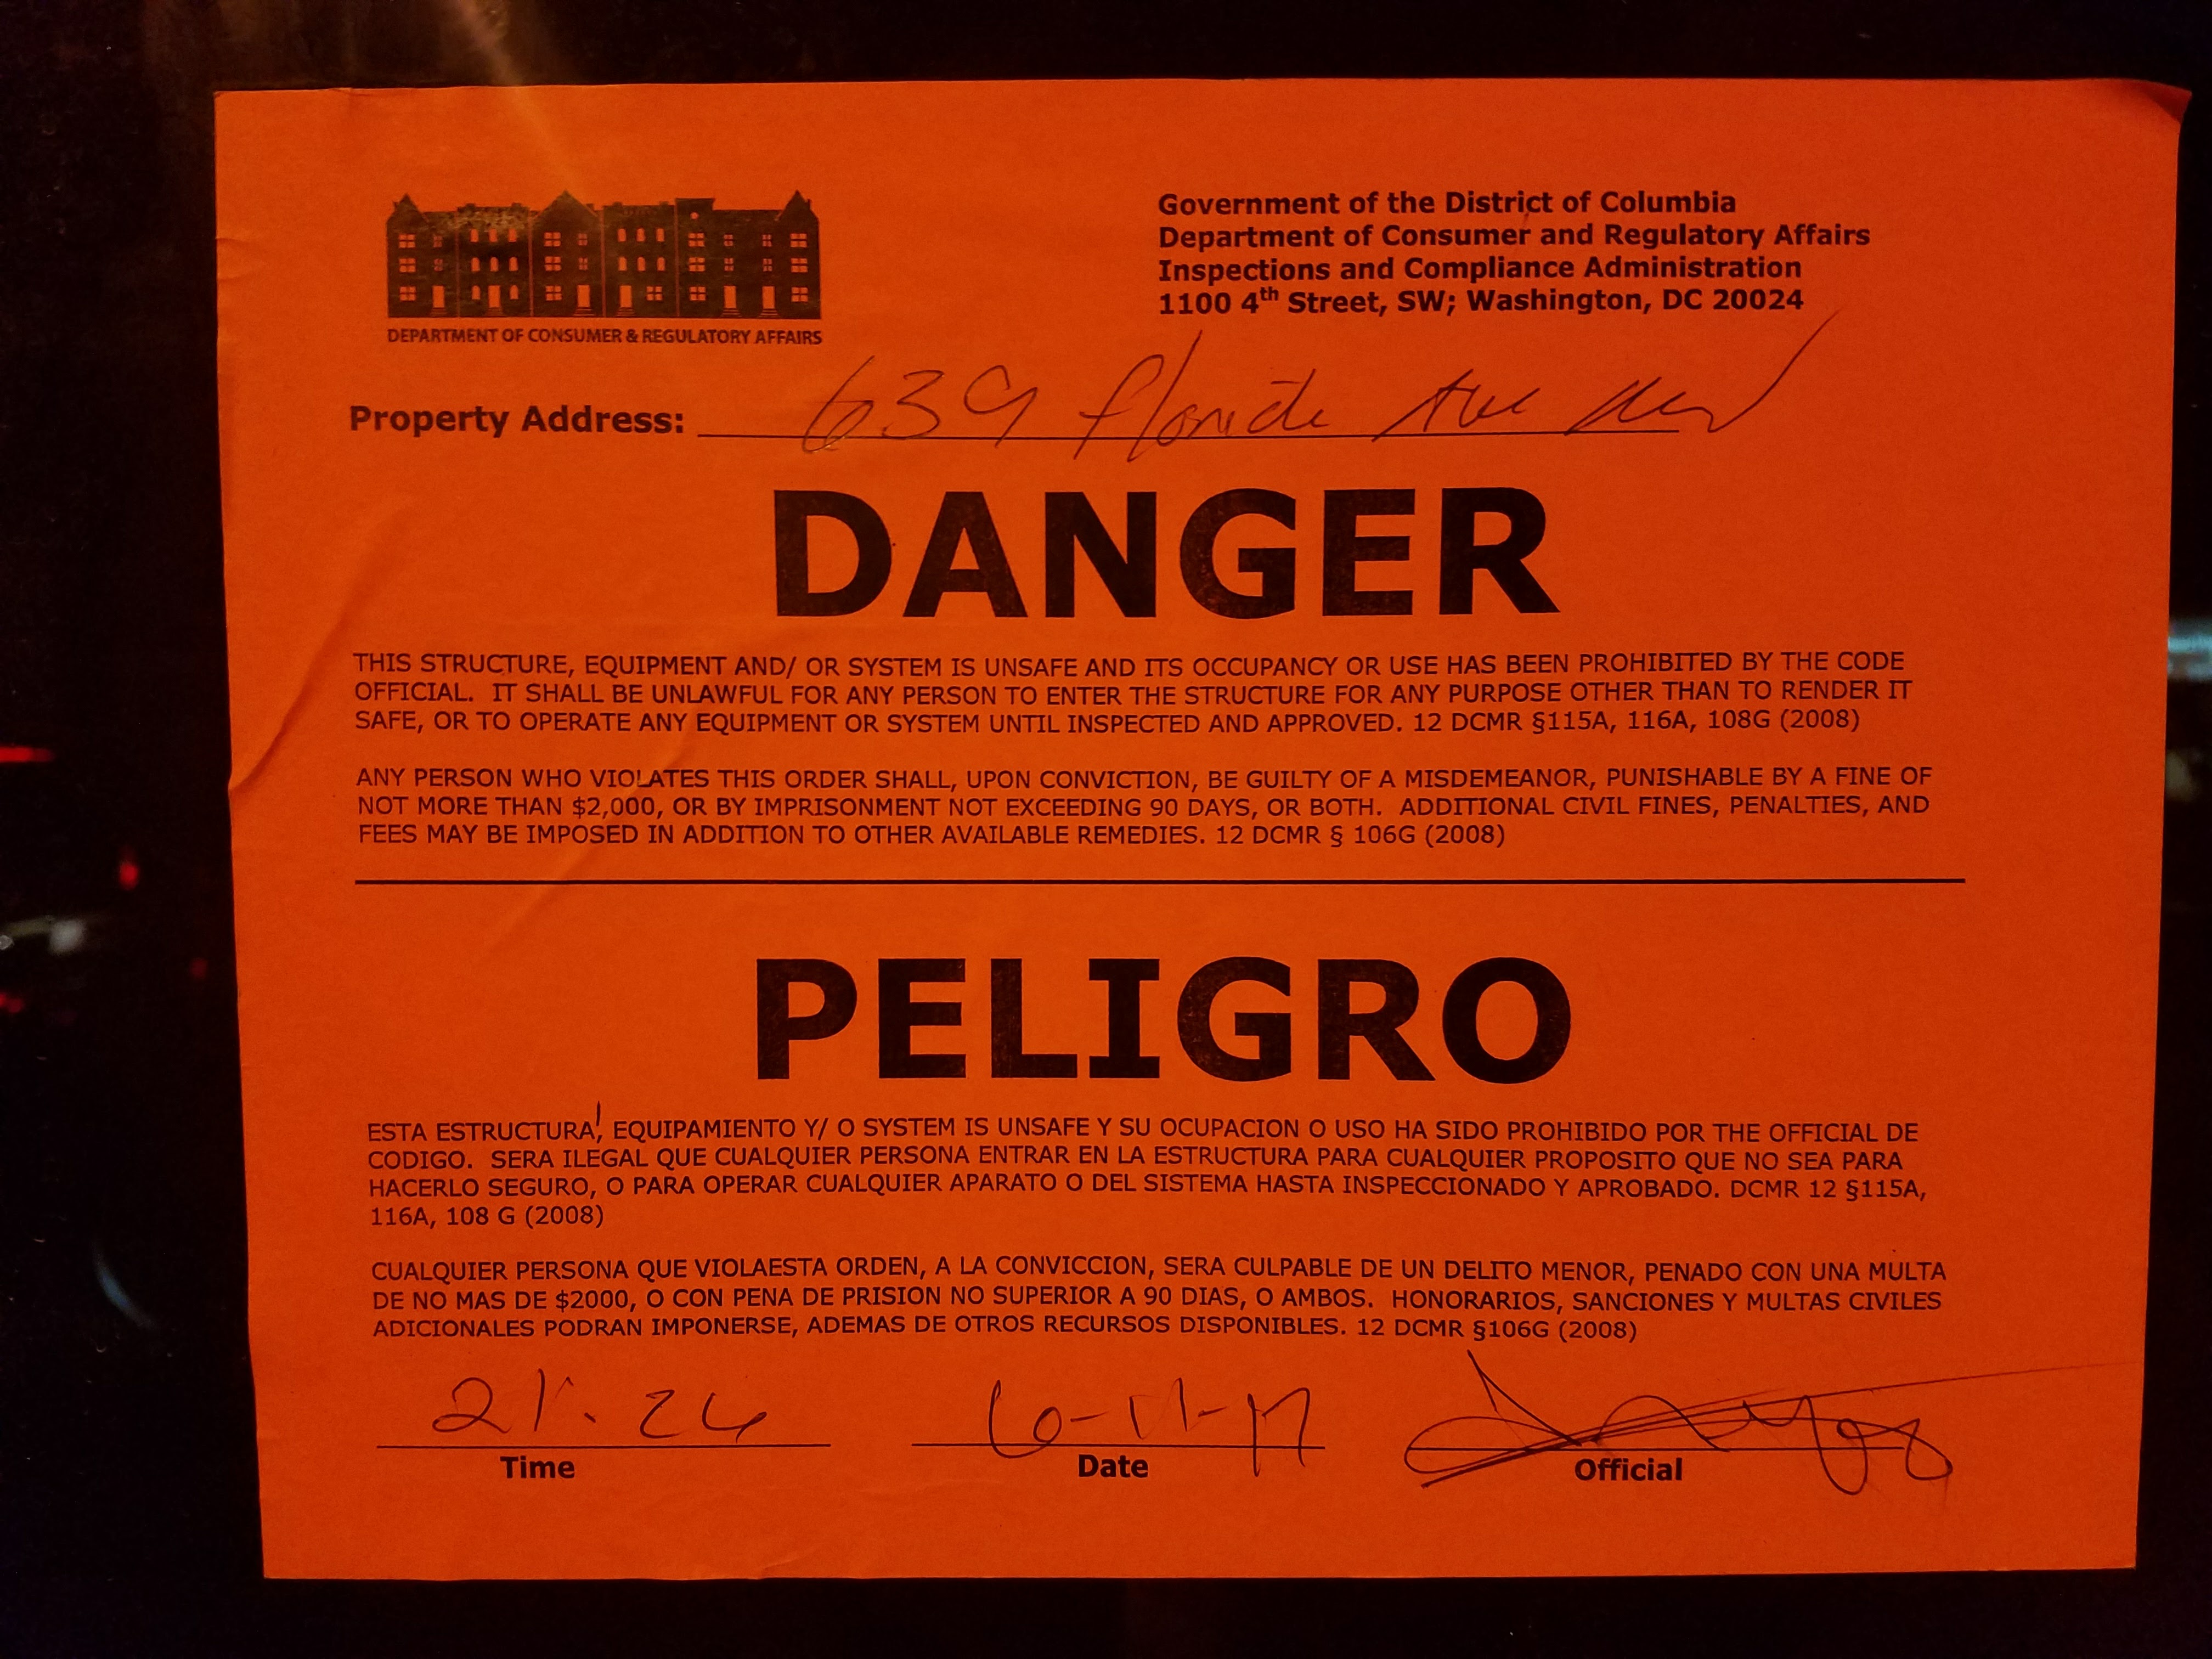 Government of the District of Columbia
Department of Consumer and Regulatory Affairs
Inspections and Compliance Administration
1100 4th Street, SW; Washington, DC 20024
DEPARTMENT OF CONSUMER & REGULATORY AFFAIRS
Property Address: 639 Florida Ave NW
DANGER
THIS STRUCTURE, EQUIPMENT AND/ OR SYSTEM IS UNSAFE AND ITS OCCUPANCY OR USE HAS BEEN PROHIBITED BY THE CODE
OFFICIAL. IT SHALL BE UNLAWFUL FOR ANY PERSON TO ENTER THE STRUCTURE FOR ANY PURPOSE OTHER THAN TO RENDER IT
SAFE, OR TO OPERATE ANY EQUIPMENT OR SYSTEM UNTIL INSPECTED AND APPROVED. 12 DCMR §115A, 116A, 108G (2008)
ANY PERSON WHO VIOLATES THIS ORDER SHALL, UPON CONVICTION, BE GUILTY OF A MISDEMEANOR, PUNISHABLE BY A FINE OF
NOT MORE THAN $2,000, OR BY IMPRISONMENT NOT EXCEEDING 90 DAYS, OR BOTH. ADDITIONAL CIVIL FINES, PENALTIES, AND
FEES MAY BE IMPOSED IN ADDITION TO OTHER AVAILABLE REMEDIES. 12 DCMR § 106G (2008)
PELIGRO
ESTA ESTRUCTURA, EQUIPAMIENTO Y/ O SYSTEM IS UNSAFE Y SU OCUPACION O USO HA SIDO PROHIBIDO POR THE OFFICIAL DE
CODIGO. SERA ILEGAL QUE CUALQUIER PERSONA ENTRAR EN LA ESTRUCTURA PARA CUALQUIER PROPOSITO QUE NO SEA PARA
HACERLO SEGURO, O PARA OPERAR CUALQUIER APARATO O DEL SISTEMA HASTA INSPECCIONADO Y APROBADO. DCMR 12 §115A,
116A, 108 G (2008)
CUALQUIER PERSONA QUE VIOLAESTA ORDEN, A LA CONVICCION, SERA CULPABLE DE UN DELITO MENOR, PENADO CON UNA MULTA
DE NO MAS DE $2000, O CON PENA DE PRISION NO SUPERIOR A 90 DIAS, O AMBOS. HONORARIOS, SANCIONES Y MULTAS CIVILES
ADICIONALES PODRAN IMPONERSE, ADEMAS DE OTROS RECURSOS DISPONIBLES. 12 DCMR §106G (2008)
6-17-17
Time Date Official